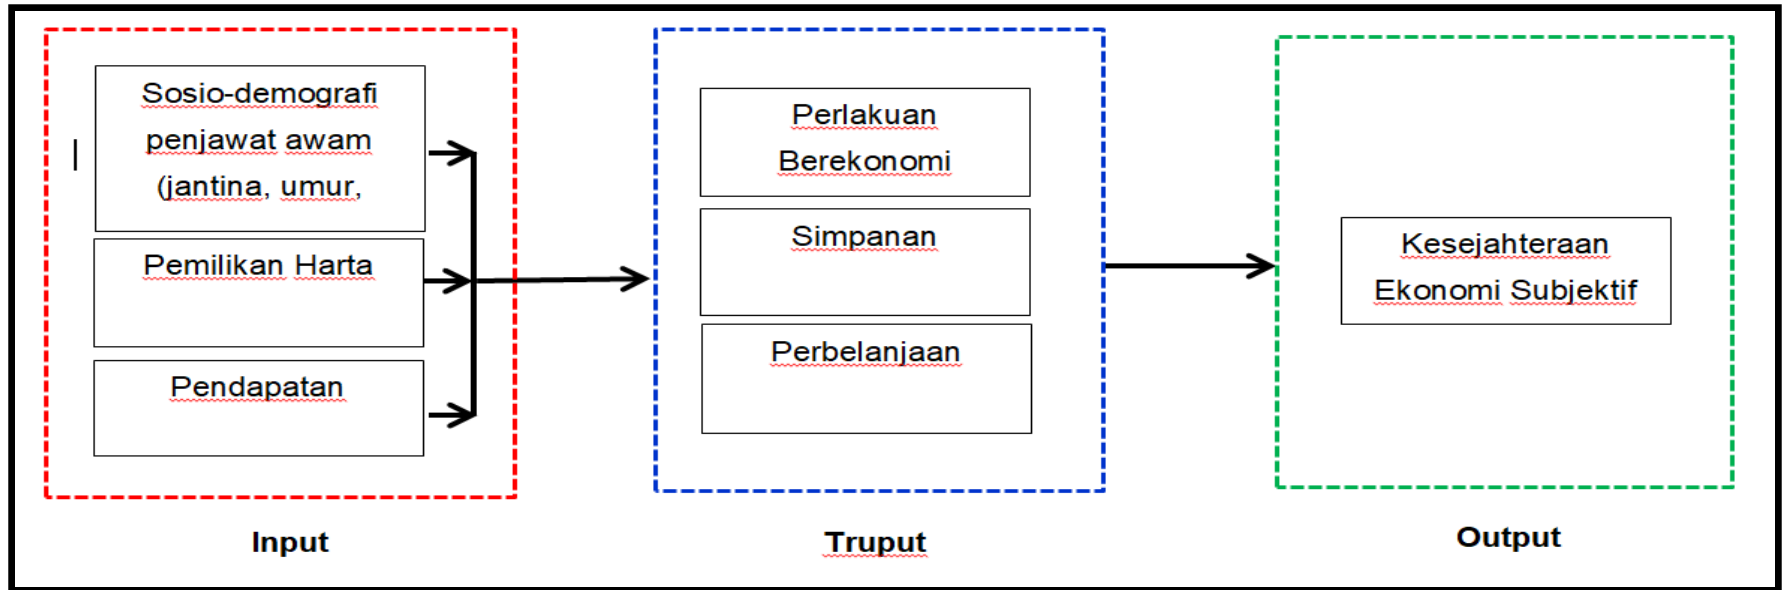 Sosio-demografi
penjawat awam
(jantina, umur,
Pemilikan Harta
Pendapatan
Input
Perlakuan
Berekonomi
Simpanan
Perbelanjaan
Truput
Kesejahteraan
Ekonomi Subjektif
Output